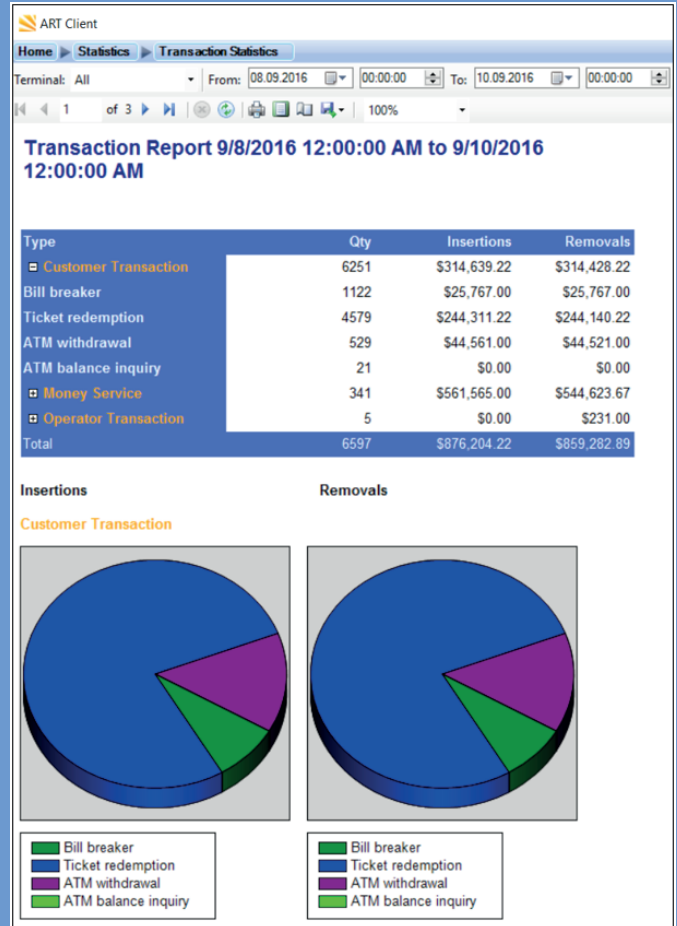 ART Client
Home Statistics Transaction Statistics
Terminal: All From: 08.09.2016 00:00:00 To: 10.09.2016 00:00:00
1 of 3 100%
Transaction Report 9/8/2016 12:00:00 AM to 9/10/2016
12:00:00 AM
Type Qty Insertions Removals
Customer Transaction 6251 $314,639.22 $314,428.22
Bill breaker 1122 $25,767.00 $25,767.00
Ticket redemption 4579 $244,311.22 $244,140.22
ATM withdrawal 529 $44,561.00 $44,521.00
ATM balance inquiry 21 $0.00 $0.00
Money Service 341 $561,565.00 $544,623.67
Operator Transaction 5 $0.00 $231.00
Total 6597 $876,204.22 $859,282.89
Insertions Removals
Customer Transaction
Bill breaker Bill breaker
Ticket redemption Ticket redemption
ATM withdrawal ATM withdrawal
ATM balance inquiry ATM balance inquiry